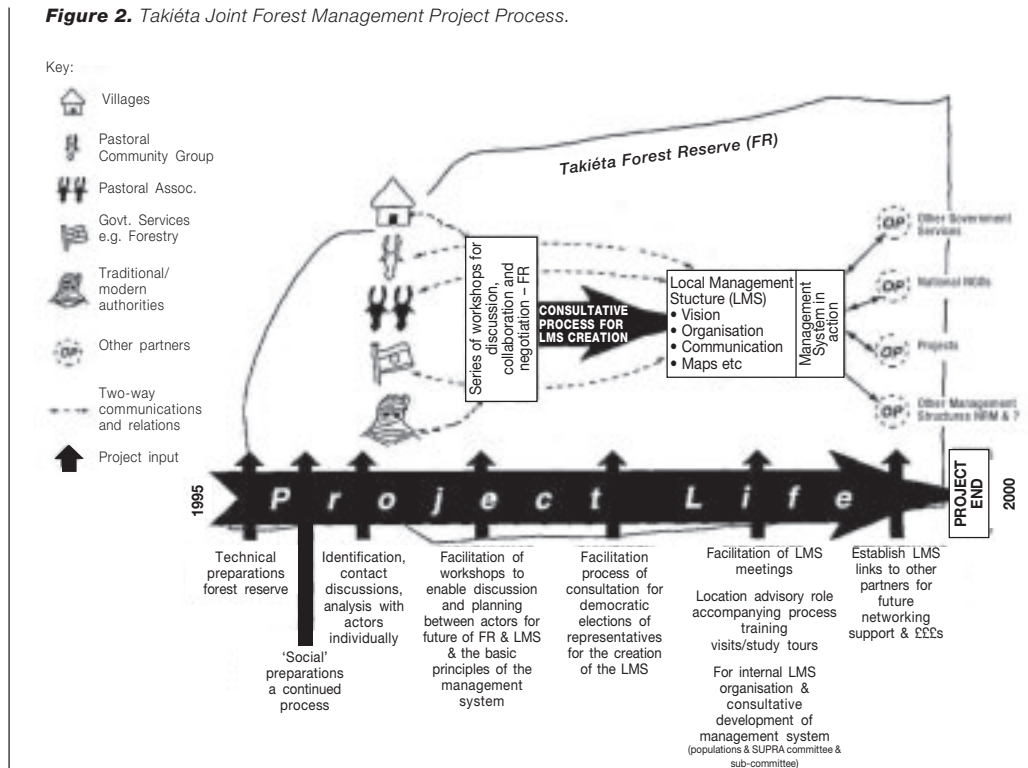 Figure 2. Takiéta Joint Forest Management Project Process.
Key:
Villages
Pastoral
Community Group
Pastoral Assoc.
Govt. Services
e.g. Forestry
Traditional/
modern
authorities
OP
Other partners
Two-way
communications
and relations
Project input
Takiéta Forest Reserve (FR)
Series of workshops for
discussion,
collaboration and
negotiation – FR
CONSULTATIVE
PROCESS FOR
LMS CREATION
Local Management
Stucture (LMS)
• Vision
• Organisation
• Communication
• Maps etc
Management
System in
action
OP
Other Government
Services
OP
National NGOs
OP
Projects
OP
Other Management
Structures NRM & ?
1995
Project Life
PROJECT
END
2000
Technical
preparations
forest reserve
'Social'
preparations
a continued
process
Identification,
contact
discussions,
analysis with
actors
individually
Facilitation of
workshops to
enable discussion
and planning
between actors for
future of FR & LMS
& the basic
principles of the
management
system
Facilitation
process of
consultation for
democratic
elections of
representatives
for the creation
of the LMS
Facilitation of LMS
meetings
Location advisory role
accompanying process
training
visits/study tours
For internal LMS
organisation &
consultative
development of
management system
(populations & SUPRA committee &
sub-committee)
Establish LMS
links to other
partners for
future
networking
support & £££s